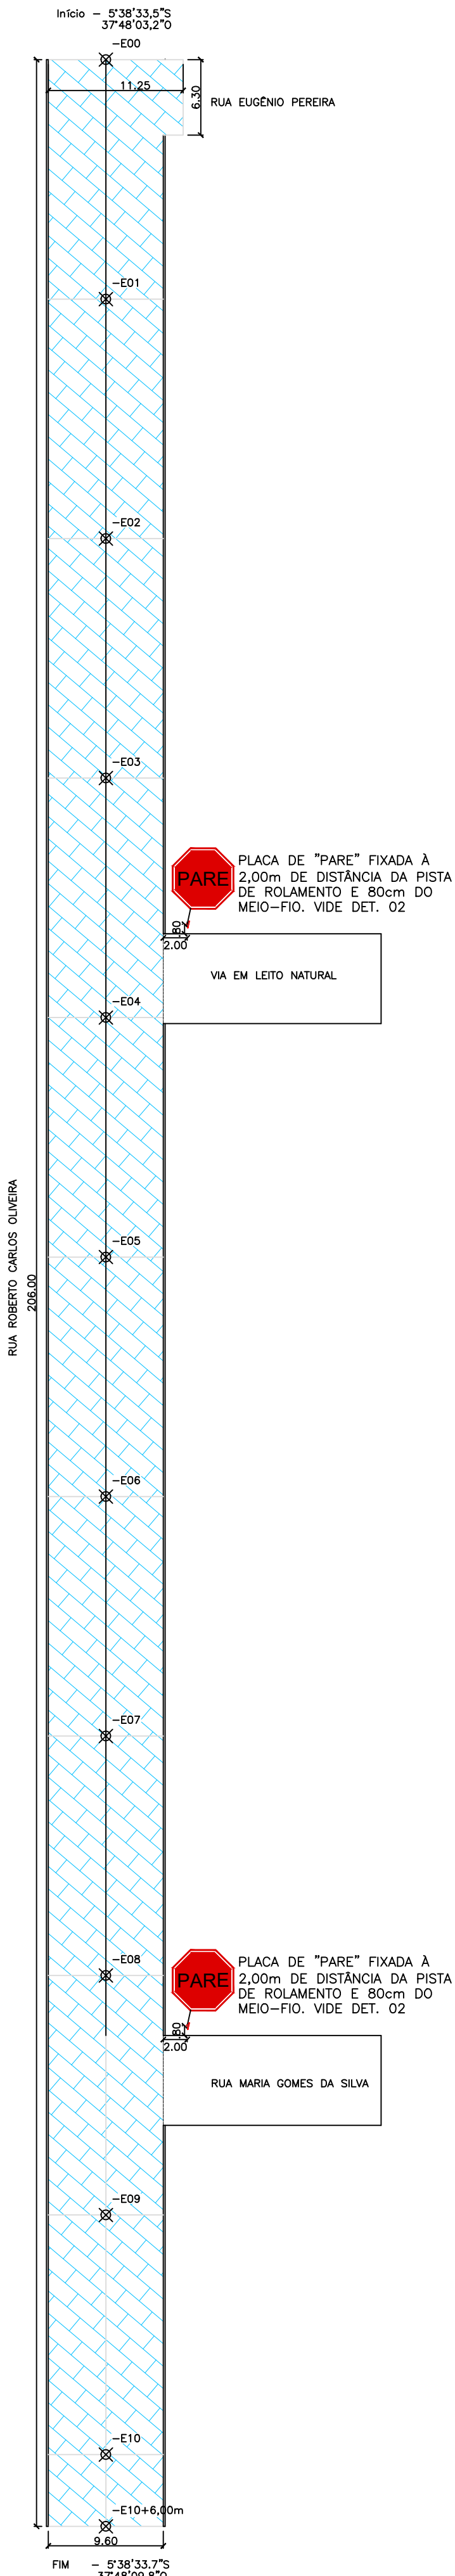 Início - 5°38'33,5"S
37°48'03,2"O
-E00
11.25
6.30
RUA EUGÊNIO PEREIRA
-E01
-E02
-E03
PARE
PLACA DE "PARE" FIXADA À
2,00m DE DISTÂNCIA DA PISTA
DE ROLAMENTO E 80cm DO
MEIO-FIO. VIDE DET. 02
.80
2.00
VIA EM LEITO NATURAL
-E04
RUA ROBERTO CARLOS OLIVEIRA
206.00
-E05
-E06
-E07
-E08
PARE
PLACA DE "PARE" FIXADA À
2,00m DE DISTÂNCIA DA PISTA
DE ROLAMENTO E 80cm DO
MEIO-FIO. VIDE DET. 02
.80
2.00
RUA MARIA GOMES DA SILVA
-E09
-E10
-E10+6,00m
9.60
FIM - 5°38'33.7"S
37°48'09,8"O